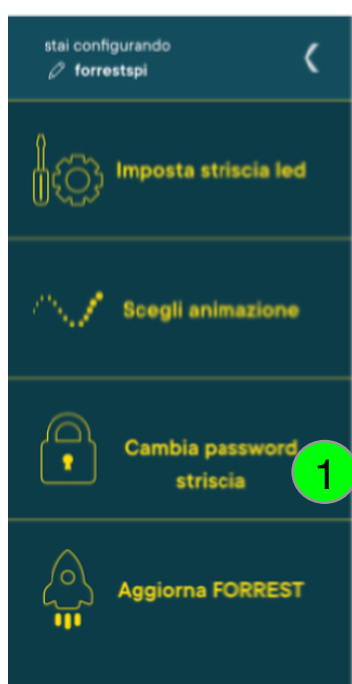 stai configurando
forrestspi
Imposta striscia led
Scegli animazione
Cambia password
striscia
1
Aggiorna FORREST